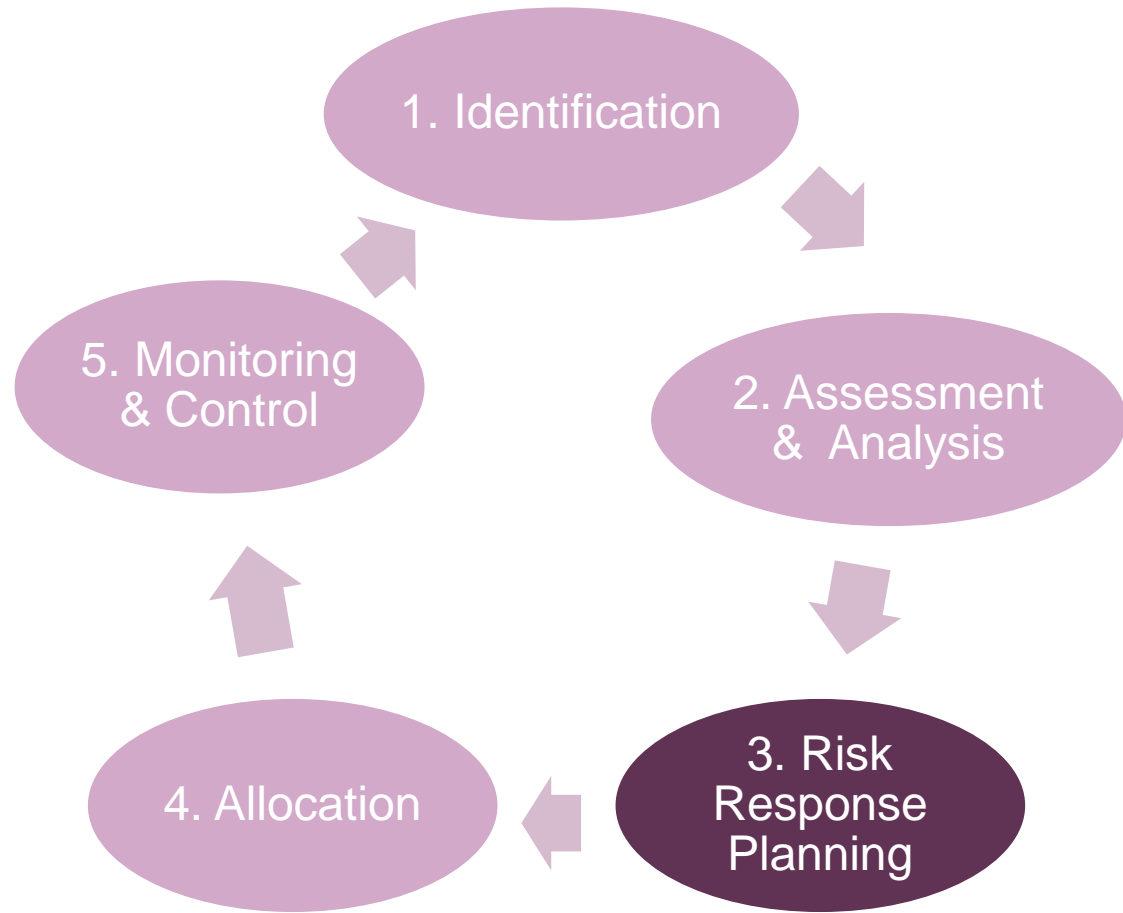 1. Identification
2. Assessment
& Analysis
3. Risk
Response
Planning
4. Allocation
5. Monitoring
& Control